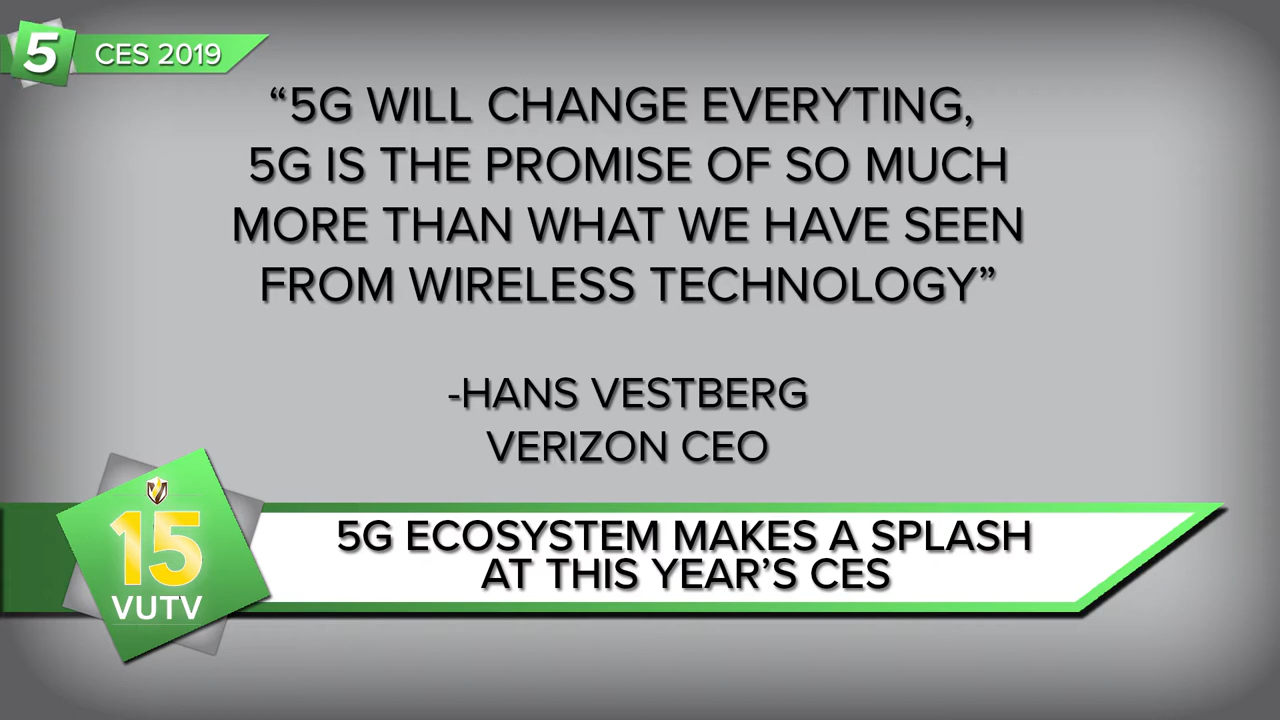 5 CES 2019
“5G WILL CHANGE EVERYTING,
5G IS THE PROMISE OF SO MUCH
MORE THAN WHAT WE HAVE SEEN
FROM WIRELESS TECHNOLOGY”
-HANS VESTBERG
VERIZON CEO
15
VUTV
5G ECOSYSTEM MAKES A SPLASH
AT THIS YEAR’S CES